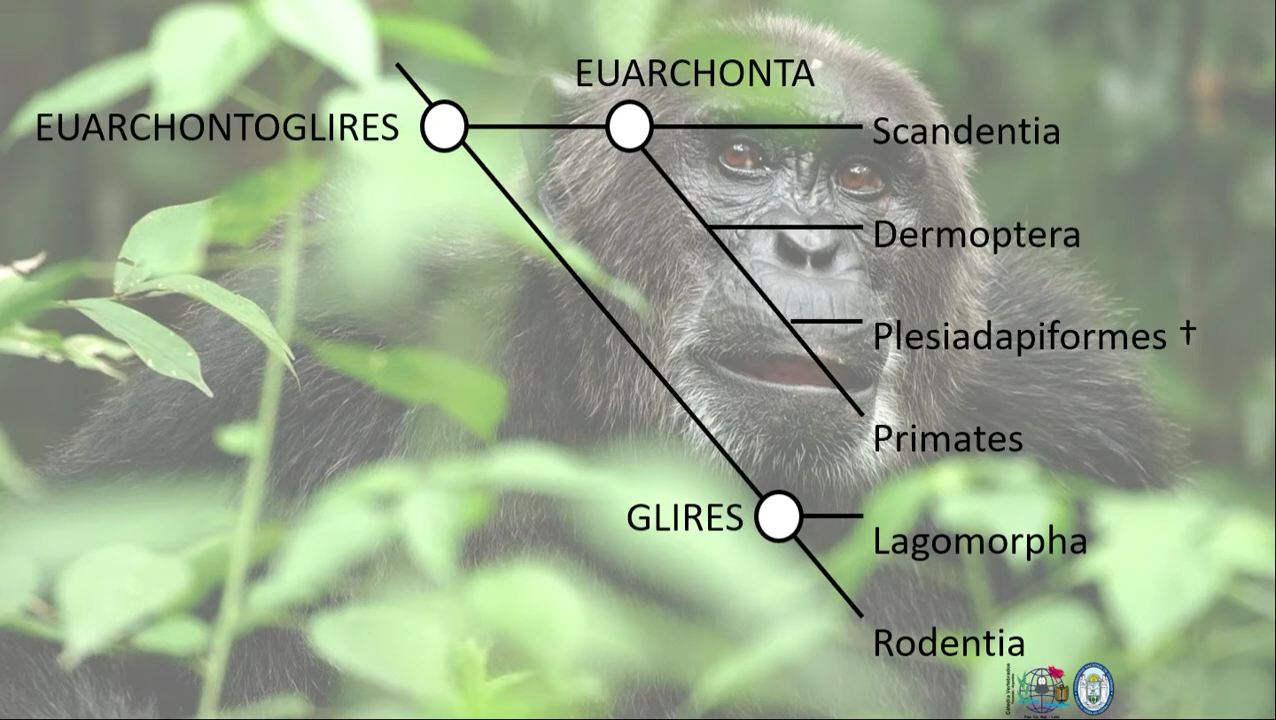 EUARCHONTA
EUARCHONTOGLIRES
Scandentia
Dermoptera
Plesiadapiformes †
Primates
GLIRES
Lagomorpha
Rodentia